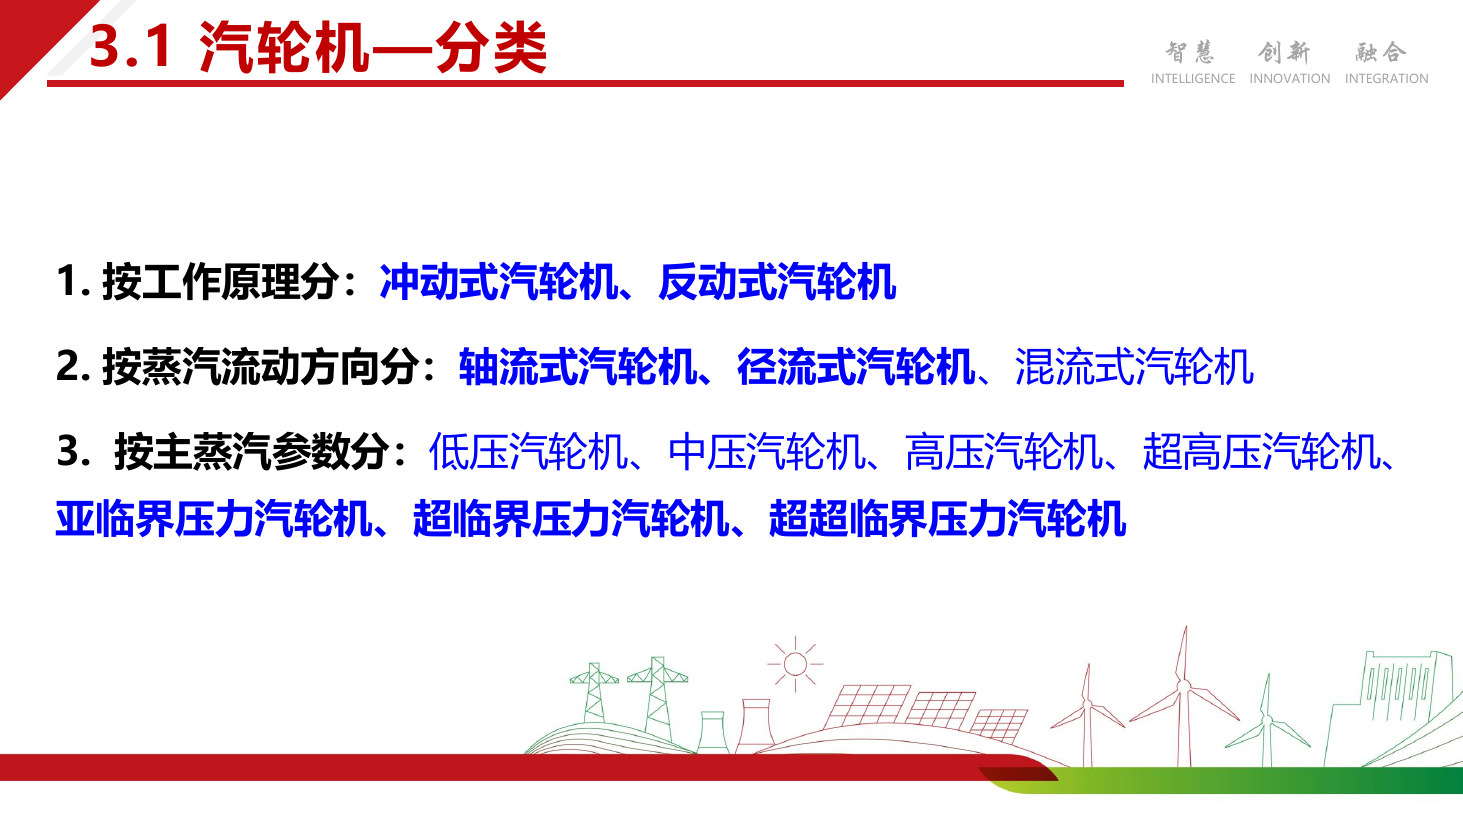 3.1 汽轮机—分类
智慧 创新 融合
INTELLIGENCE INNOVATION INTEGRATION
1. 按工作原理分：冲动式汽轮机、反动式汽轮机
2. 按蒸汽流动方向分：轴流式汽轮机、径流式汽轮机、混流式汽轮机
3. 按主蒸汽参数分：低压汽轮机、中压汽轮机、高压汽轮机、超高压汽轮机、
亚临界压力汽轮机、超临界压力汽轮机、超超临界压力汽轮机